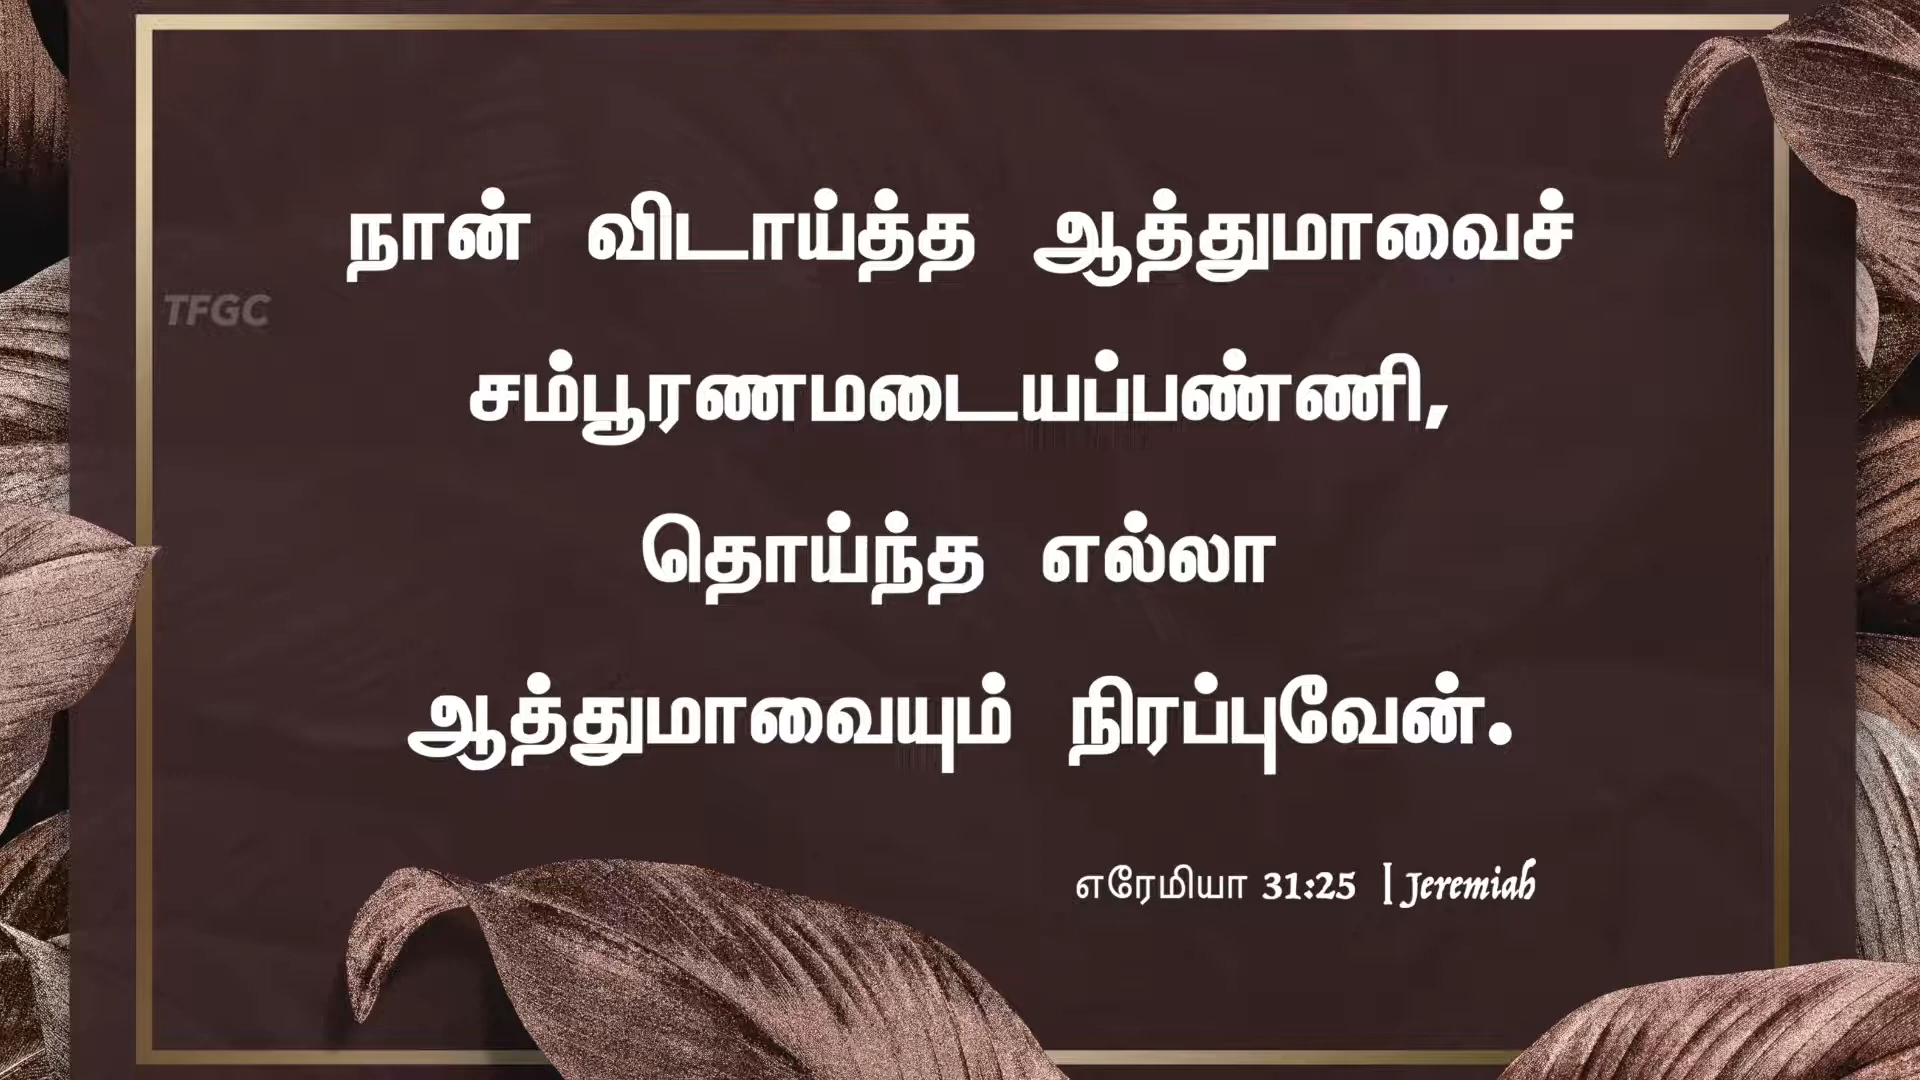 நான் விடாய்த்த ஆத்துமாவைச்
TFGC
சம்பூரணமடையப்பண்ணி,
தொய்ந்த எல்லா
ஆத்துமாவையும் நிரப்புவேன்.
எரேமியா 31:25 | Jeremiah